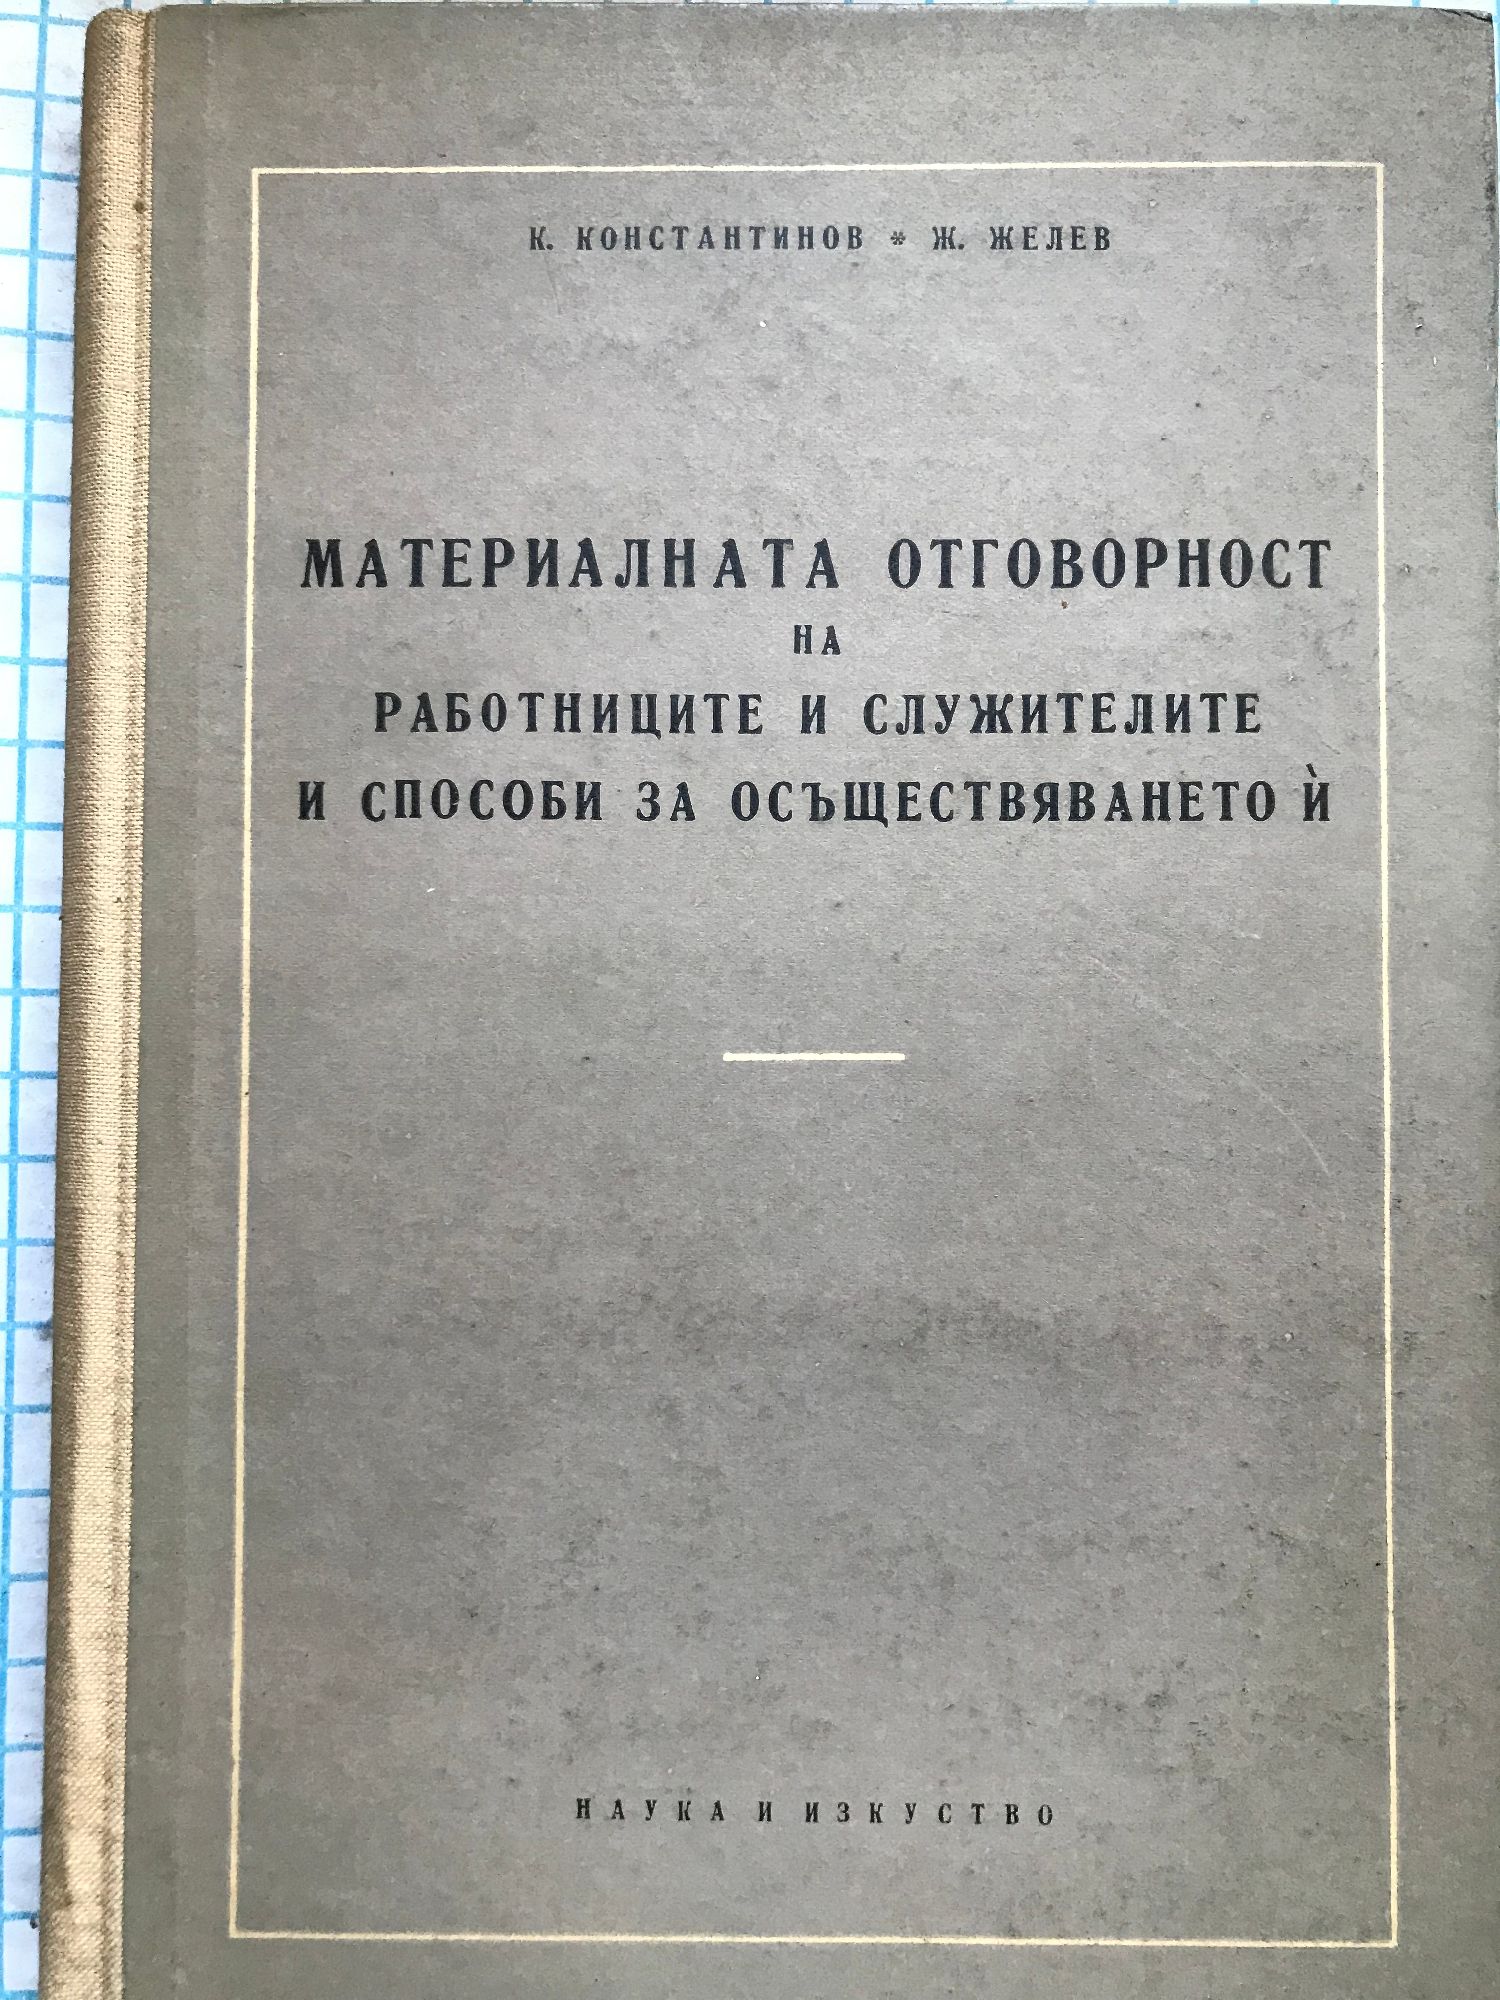 К. КОНСТАНТИНОВ * Ж. ЖЕЛЕВ
МАТЕРИАЛНАТА ОТГОВОРНОСТ
НА
РАБОТНИЦИТЕ И СЛУЖИТЕЛИТЕ
И СПОСОБИ ЗА ОСЪЩЕСТВЯВАНЕТО Ѝ
НАУКА И ИЗКУСТВО